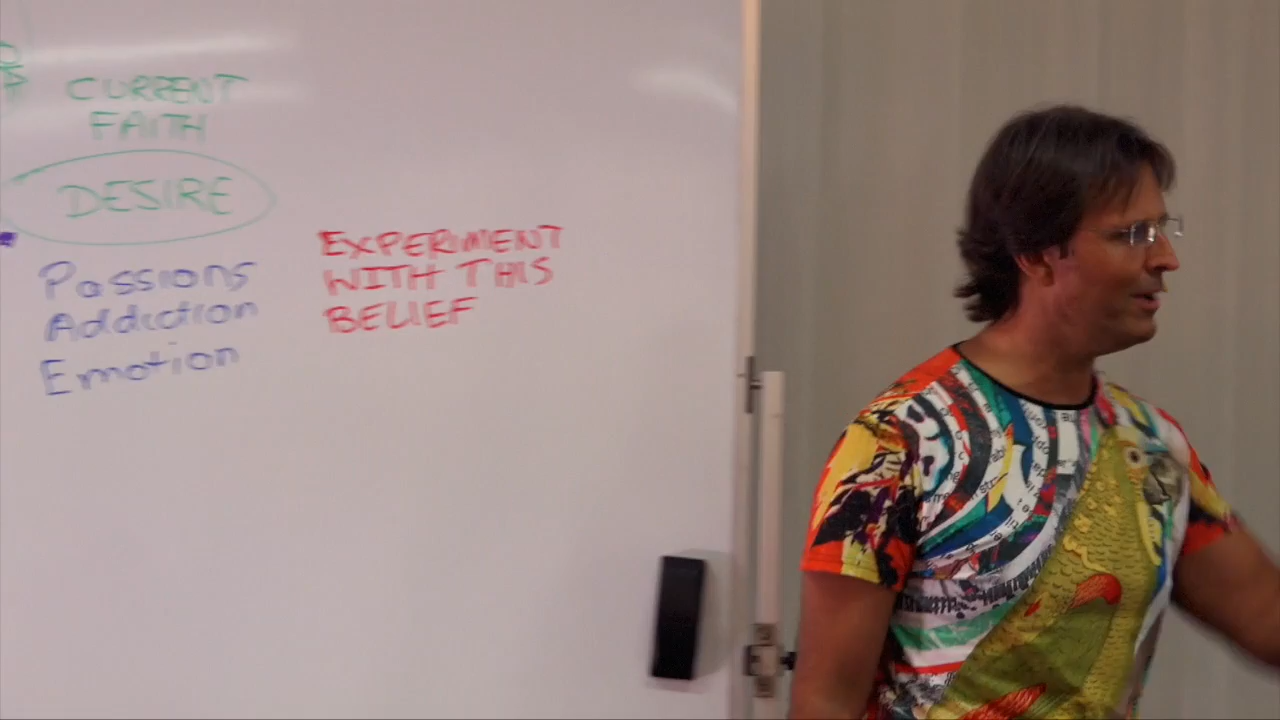 CURRENT
FAITH
DESIRE
Passions
Addiction
Emotion
EXPERIMENT
WITH THIS
BELIEF